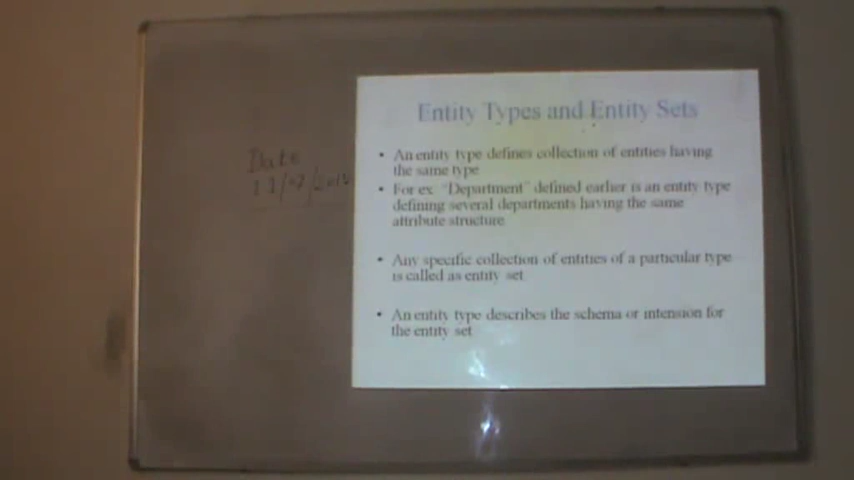 Entity Types and Entity Sets
Date
• An entity type defines collection of entities having
the same type
• For ex. "Department" defined earlier is an entity type
defining several departments having the same
attribute structure
• Any specific collection of entities of a particular type
is called as entity set
• An entity type describes the schema or intension for
the entity set